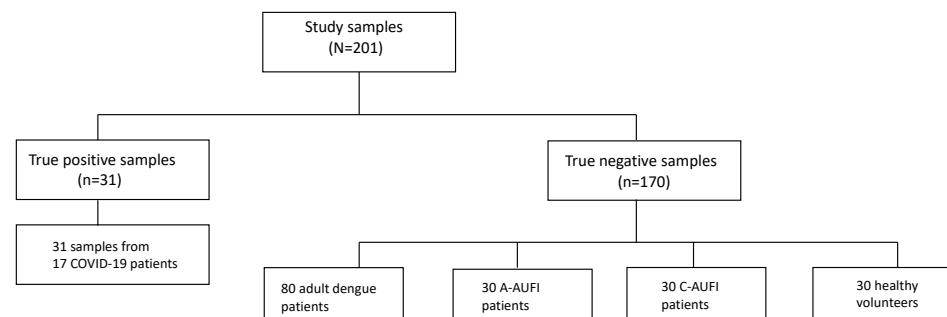 Study samples
(N=201)
True positive samples
(n=31)
True negative samples
(n=170)
31 samples from
17 COVID-19 patients
80 adult dengue
patients
30 A-AUFI
patients
30 C-AUFI
patients
30 healthy
volunteers